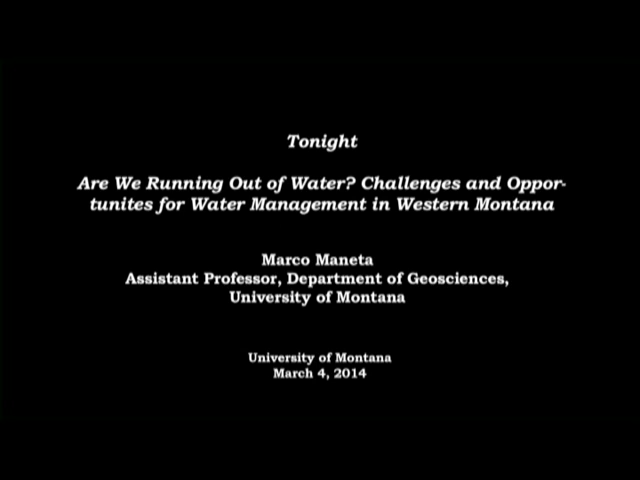 Tonight
Are We Running Out of Water? Challenges and Oppor-
tunites for Water Management in Western Montana
Marco Maneta
Assistant Professor, Department of Geosciences,
University of Montana
University of Montana
March 4, 2014